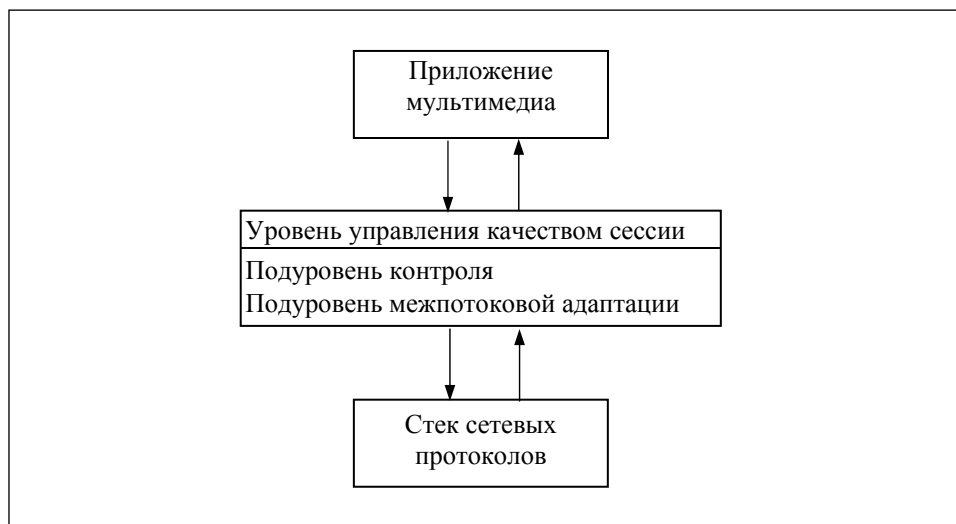 Приложение
мультимедиа
Уровень управления качеством сессии
Подуровень контроля
Подуровень межпотоковой адаптации
Стек сетевых
протоколов